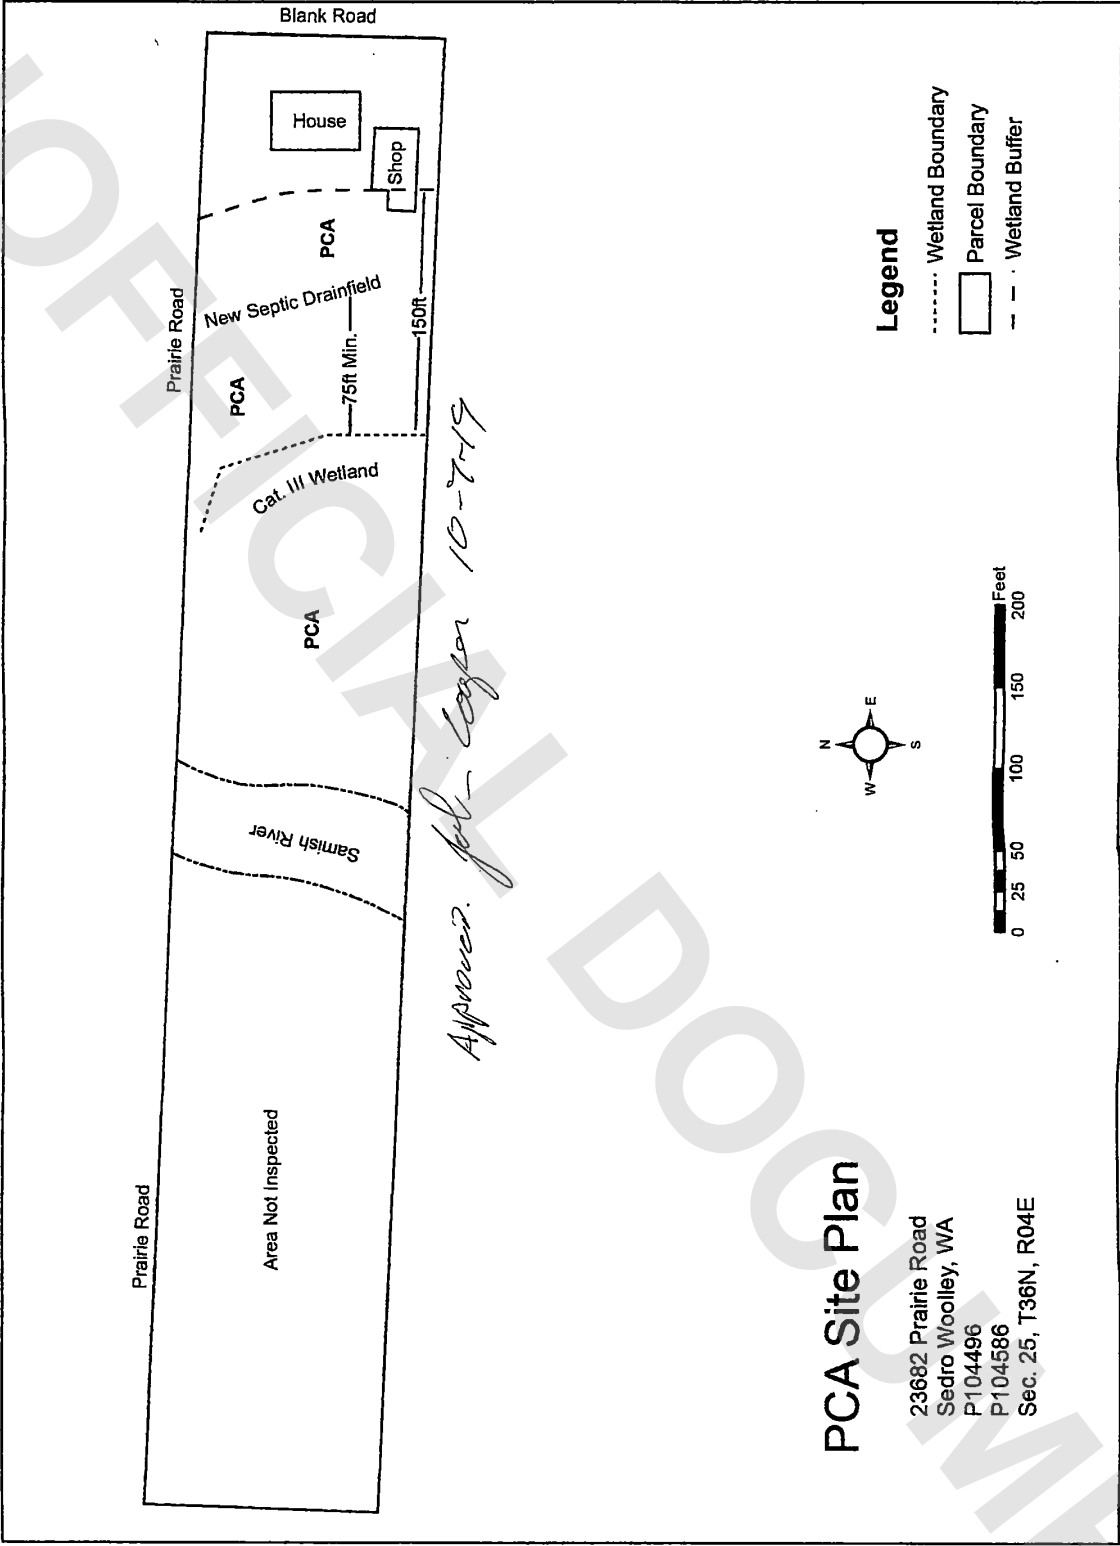 Blank Road
House
Shop
PCA
New Septic Drainfield
Prairie Road
75ft Min.
150ft
PCA
Cat. III Wetland
PCA
Samish River
Area Not Inspected
Prairie Road
Approved. 10-7-19
Legend
Wetland Boundary
Parcel Boundary
Wetland Buffer
N
W
E
S
0 25 50 100 150 200 Feet
PCA Site Plan
23682 Prairie Road
Sedro Woolley, WA
P104496
P104586
Sec. 25, T36N, R04E
UNOFFICIAL DOCUMENT